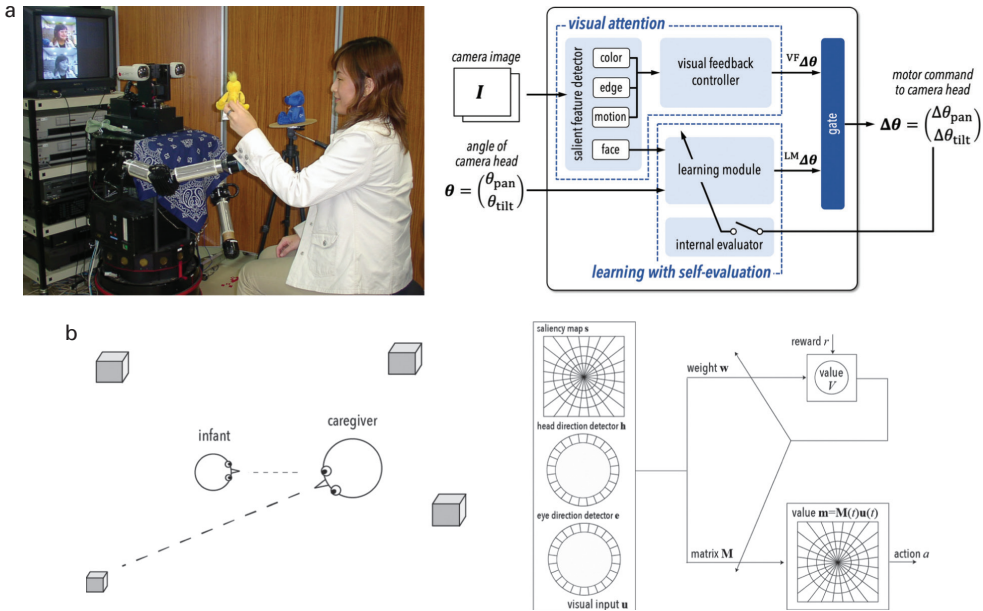 a
camera image
I
angle of
camera head
θ = (θpan
θtilt)
visual attention
salient feature detector
color
edge
motion
face
visual feedback
controller
VFΔθ
learning module
LMΔθ
internal evaluator
learning with self-evaluation
gate
motor command
to camera head
Δθ = (Δθpan
Δθtilt)
b
infant
caregiver
saliency map s
head direction detector h
eye direction detector e
visual input u
weight w
matrix M
reward r
value
V
value m=M(t)u(t)
action a